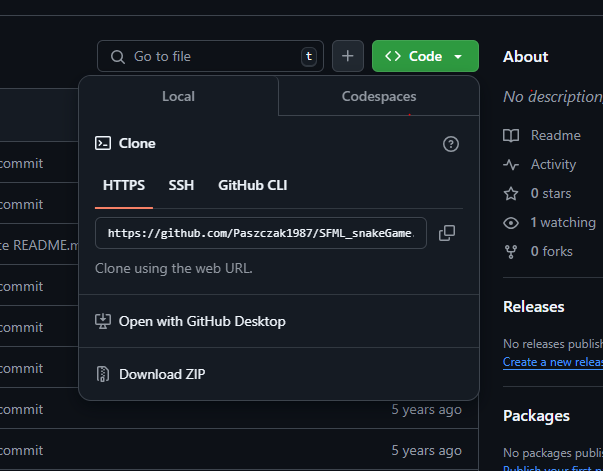 Go to file
t
Code
About
Local
Codespaces
No description,
Clone
Readme
commit
HTTPS
SSH
GitHub CLI
Activity
0 stars
commit
https://github.com/Paszczak1987/SFML_snakeGame.
1 watching
README.m
0 forks
Clone using the web URL.
commit
Releases
Open with GitHub Desktop
commit
No releases publish
Create a new releas
commit
Download ZIP
commit
5 years ago
Packages
commit
5 years ago
No packages publis
Publish your first p